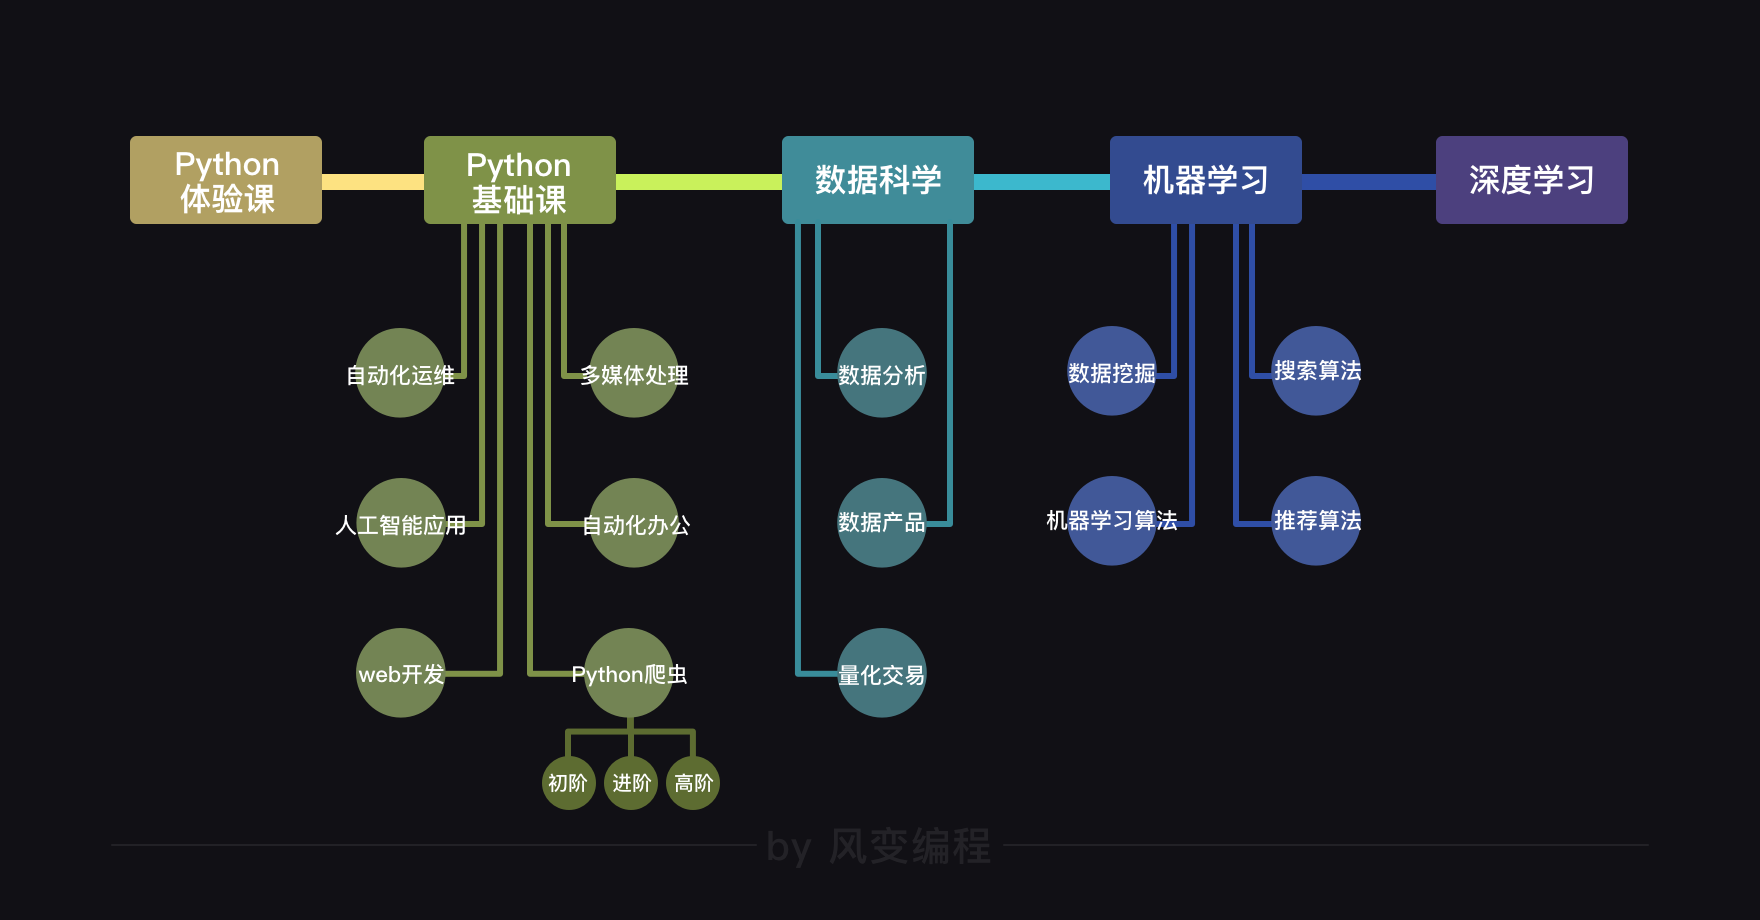 Python
体验课
Python
基础课
数据科学
机器学习
深度学习
自动化运维
多媒体处理
数据分析
数据挖掘
搜索算法
人工智能应用
自动化办公
数据产品
机器学习算法
推荐算法
web开发
Python爬虫
量化交易
初阶
进阶
高阶
by 风变编程